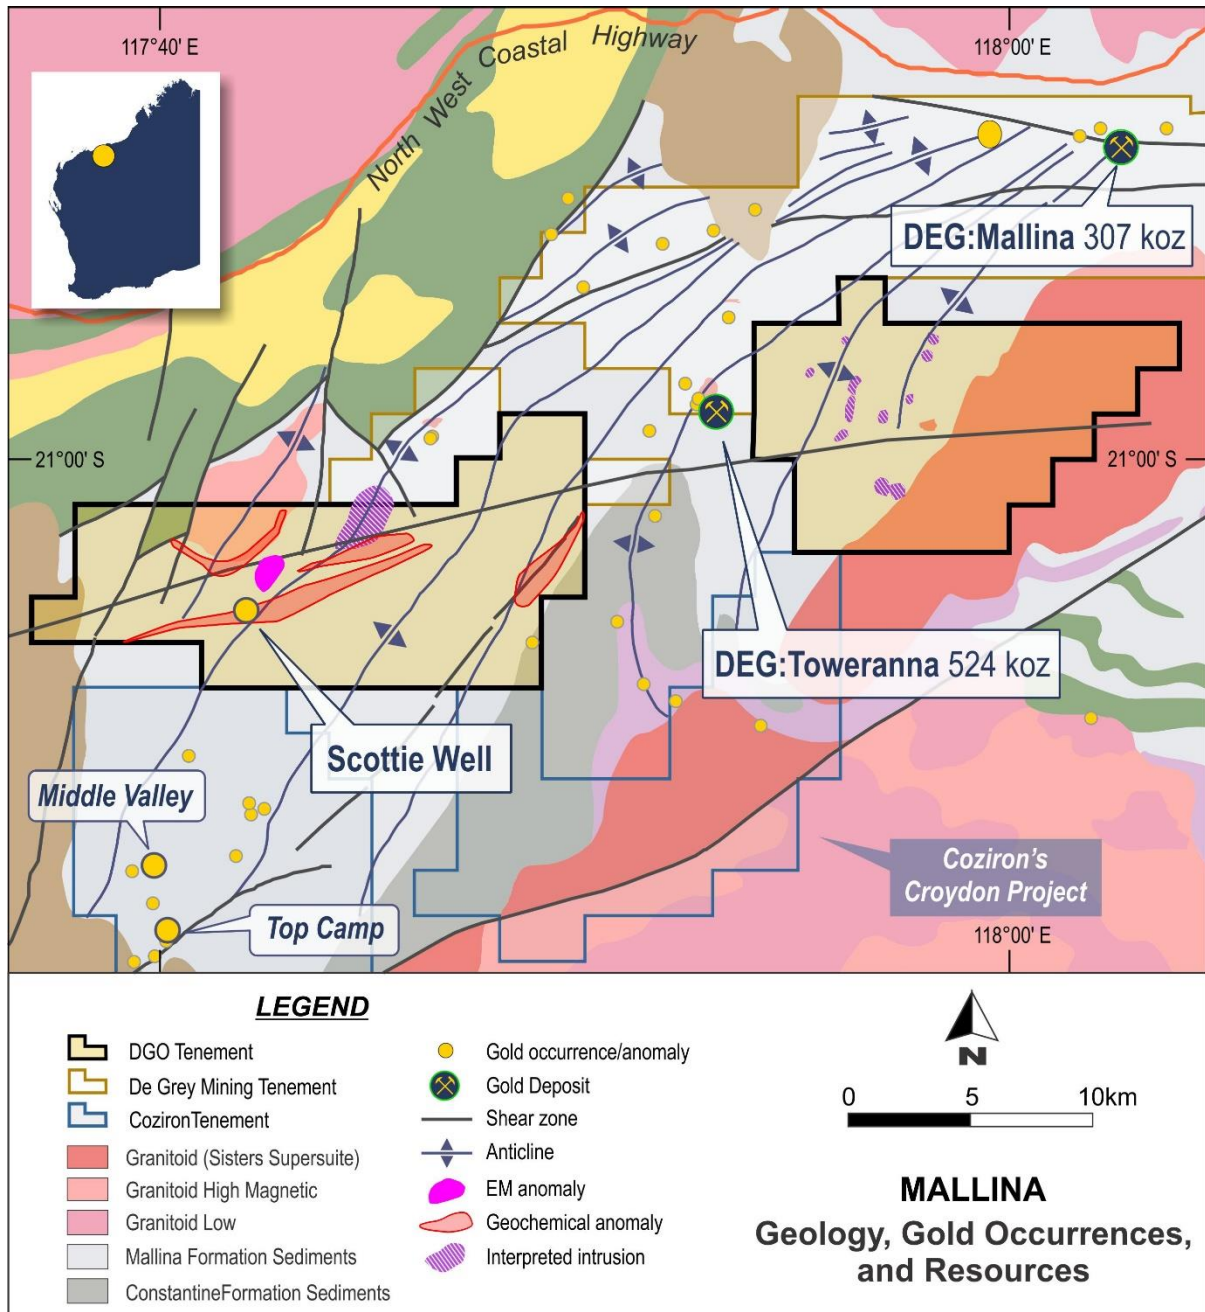 117°40' E
118°00' E
North West Coastal Highway
DEG:Mallina 307 koz
21°00' S
21°00' S
DEG:Toweranna 524 koz
Scottie Well
Middle Valley
Top Camp
Coziron's
Croydon Project
118°00' E
117°40' E
LEGEND
DGO Tenement
De Grey Mining Tenement
CozironTenement
Granitoid (Sisters Supersuite)
Granitoid High Magnetic
Granitoid Low
Mallina Formation Sediments
ConstantineFormation Sediments
Gold occurrence/anomaly
Gold Deposit
Shear zone
Anticline
EM anomaly
Geochemical anomaly
Interpreted intrusion
N
0 5 10km
MALLINA
Geology, Gold Occurrences,
and Resources